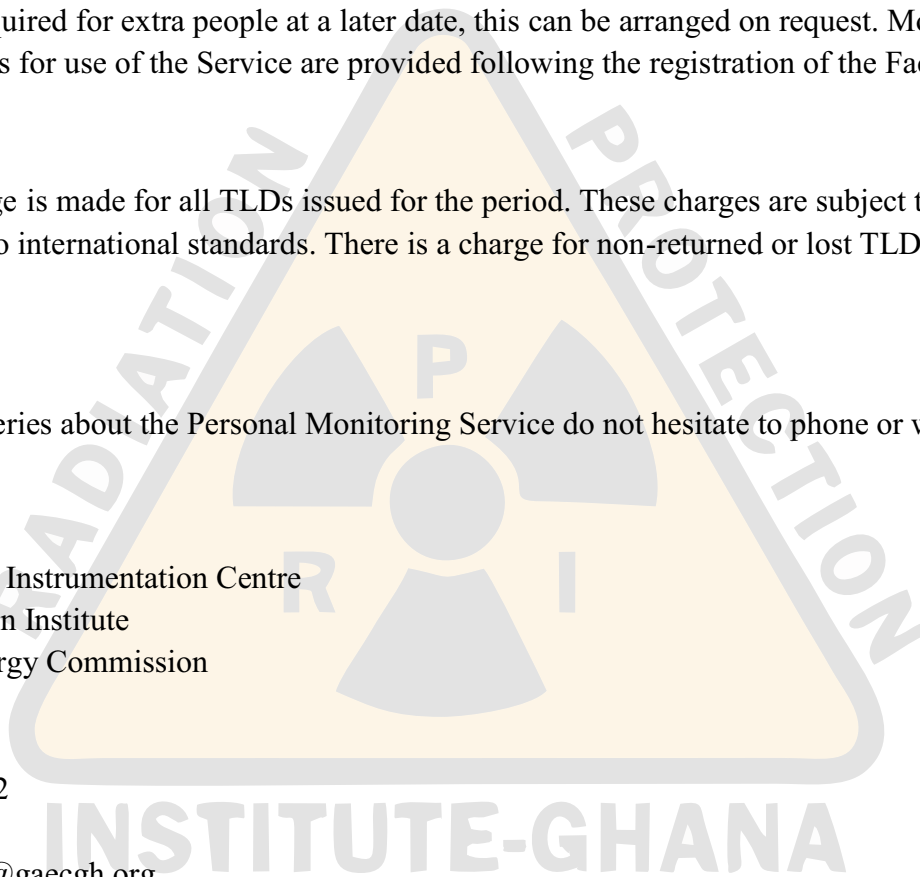 quired for extra people at a later date, this can be arranged on request. Mo
s for use of the Service are provided following the registration of the Fac
ge is made for all TLDs issued for the period. These charges are subject t
o international standards. There is a charge for non-returned or lost TLD
eries about the Personal Monitoring Service do not hesitate to phone or w
Instrumentation Centre
n Institute
rgy Commission
2
@gaecgh.org
RADIATION
PROTECTION
P
R I
INSTITUTE-GHANA